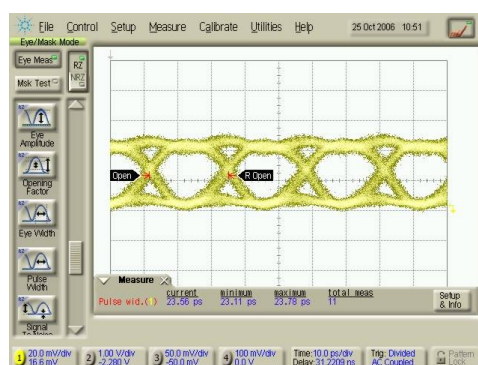 File Control Setup Measure Calibrate Utilities Help 25 Oct 2006 10:51
Eye/Mask Mode
Eye Meas
RZ
NRZ
Msk Test
Eye Amplitude
Opening Factor
Eye Width
Pulse Width
Signal To Noise
Open
R Open
Measure
current minimum maximum total meas
Pulse wid.(1) 23.56 ps 23.11 ps 23.78 ps 11
Setup & Info
1) 20.0 mV/div 16.6 mV
2) 1.00 V/div -2.280 V
3) 50.0 mV/div -50.0 mV
4) 100 mV/div 0.0 V
Time:10.0 ps/div Delay:31.2209 ns
Trig: Divided AC Coupled
Pattern Lock